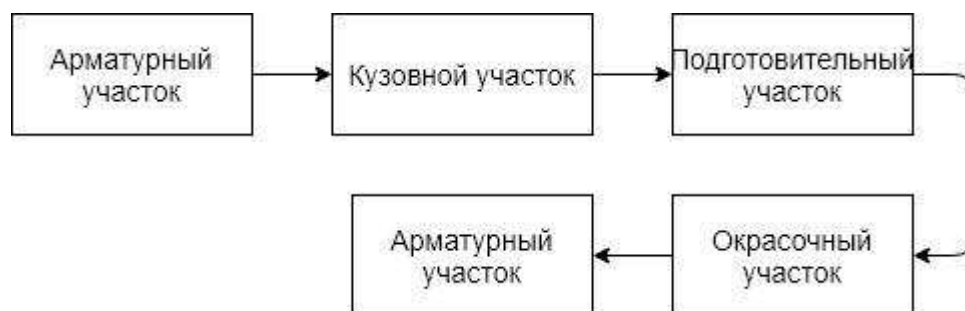 Арматурный
участок
Кузовной участок
Подготовительный
участок
Арматурный
участок
Окрасочный
участок